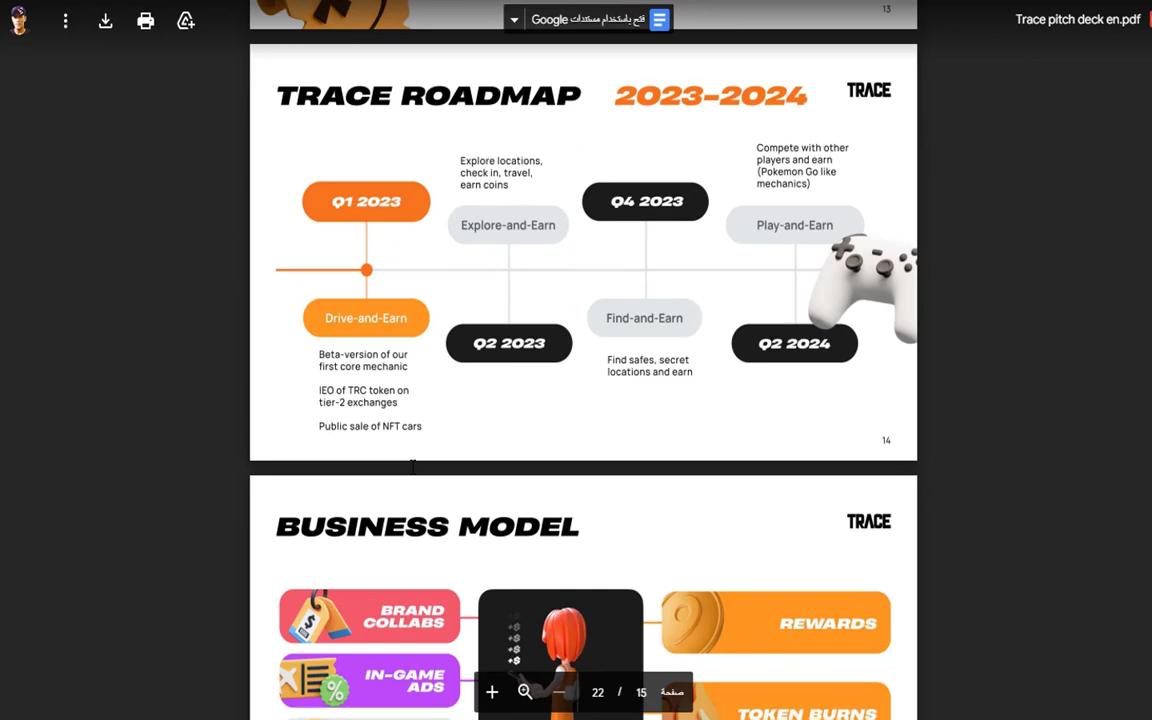 Trace pitch deck en.pdf
فتح باستخدام مستندات Google
13
TRACE ROADMAP 2023-2024
TRACE
Explore locations,
check in, travel,
earn coins
Compete with other
players and earn
(Pokemon Go like
mechanics)
Q1 2023
Explore-and-Earn
Q4 2023
Play-and-Earn
Drive-and-Earn
Q2 2023
Find-and-Earn
Q2 2024
Beta-version of our
first core mechanic
IEO of TRC token on
tier-2 exchanges
Public sale of NFT cars
Find safes, secret
locations and earn
14
BUSINESS MODEL
TRACE
BRAND
COLLABS
IN-GAME
ADS
+$
+$
+$
+$
REWARDS
TOKEN BURNS
صفحة 15 / 22